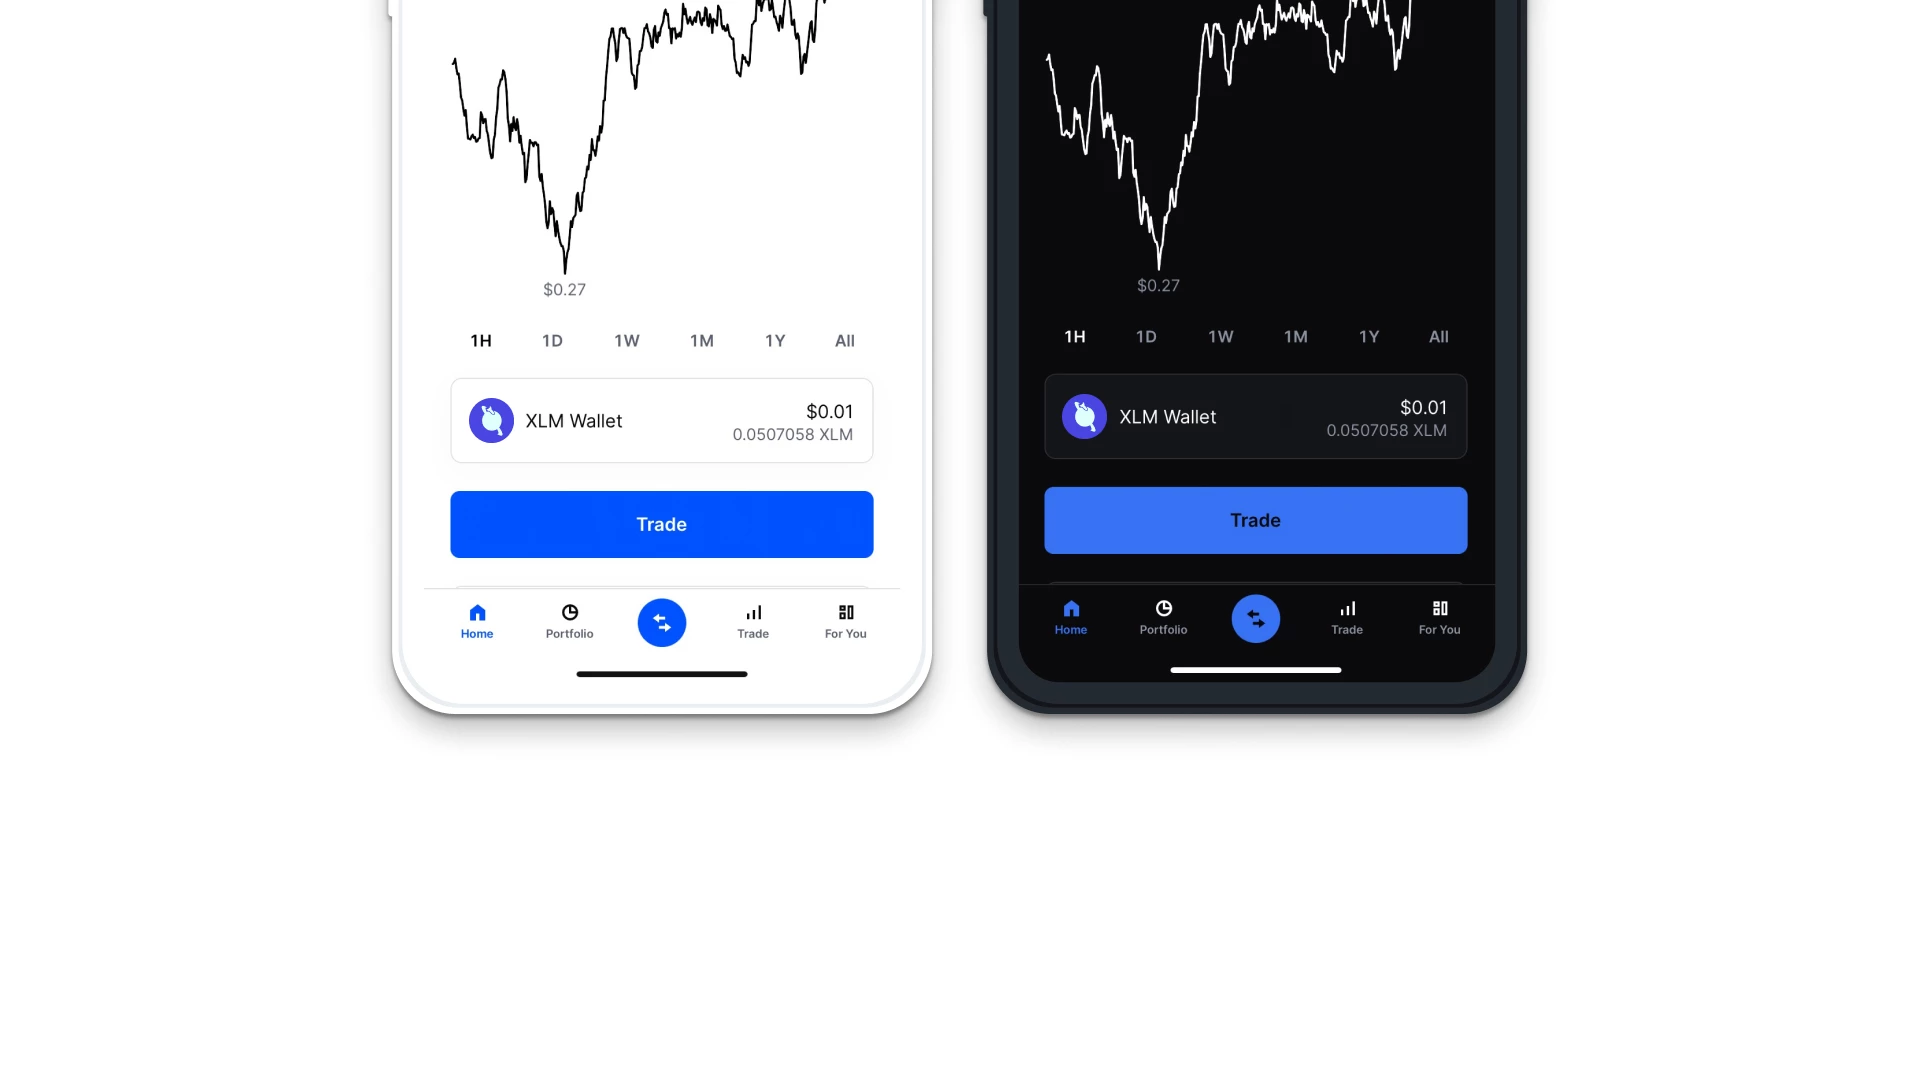 $0.27
1H 1D 1W 1M 1Y All
XLM Wallet
$0.01
0.0507058 XLM
Trade
Home Portfolio Trade For You
$0.27
1H 1D 1W 1M 1Y All
XLM Wallet
$0.01
0.0507058 XLM
Trade
Home Portfolio Trade For You